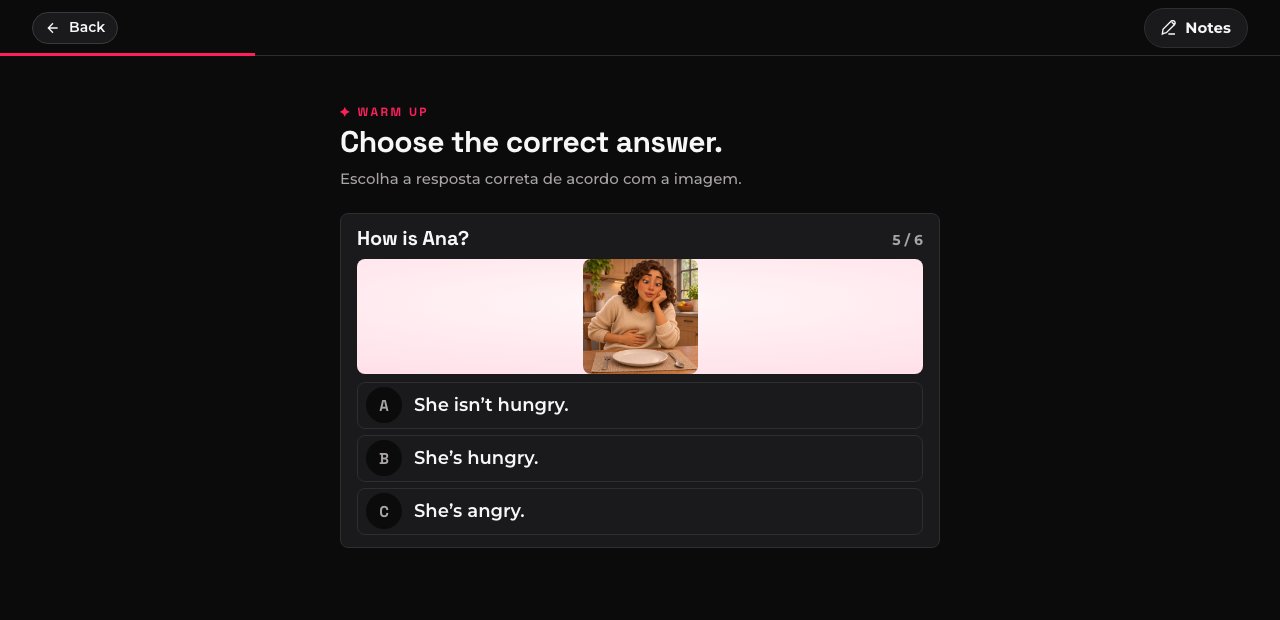 Back
Notes
WARM UP
Choose the correct answer.
Escolha a resposta correta de acordo com a imagem.
How is Ana?
5 / 6
A She isn’t hungry.
B She’s hungry.
C She’s angry.